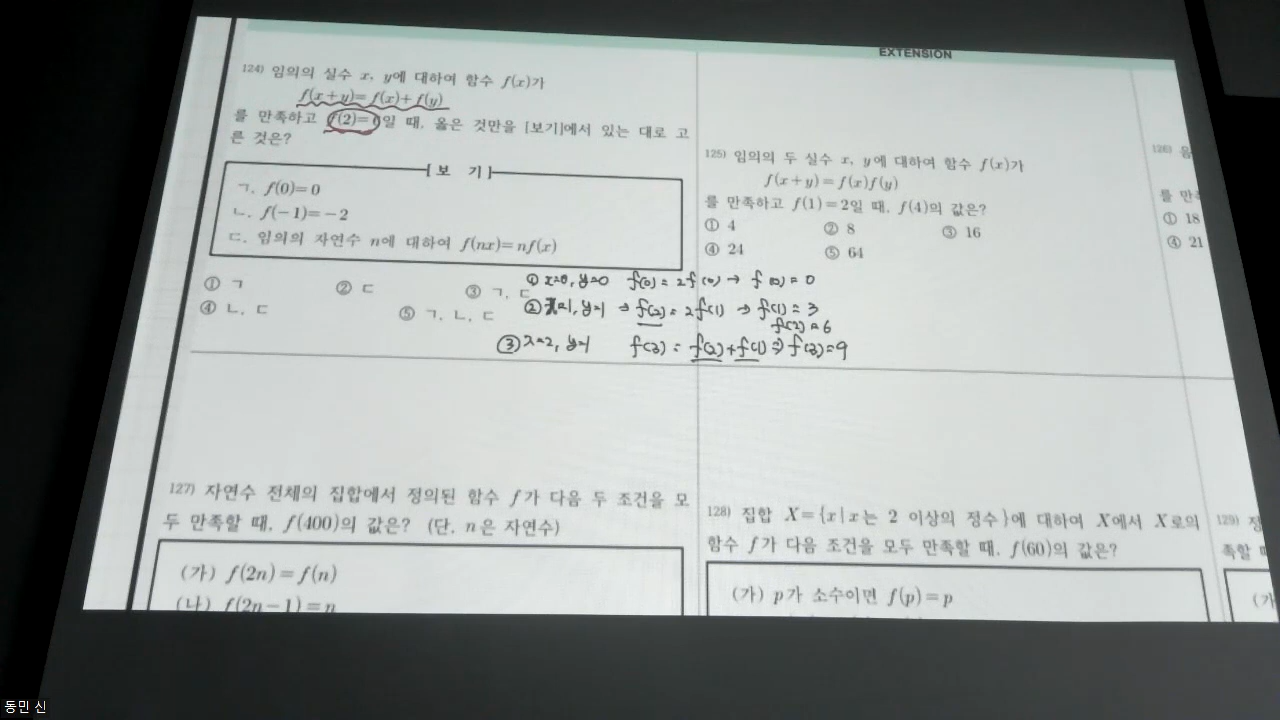 EXTENSION
124) 임의의 실수 x, y에 대하여 함수 f(x)가
f(x+y)=f(x)+f(y)
를 만족하고 f(2)=일 때, 옳은 것만을 [보기]에서 있는 대로 고
른 것은?
[보 기]
ㄱ. f(0)=0
ㄴ. f(-1)=-2
ㄷ. 임의의 자연수 n에 대하여 f(nx)=nf(x)
① ㄱ ② ㄷ ③ ㄱ, ㄷ
④ ㄴ, ㄷ ⑤ ㄱ, ㄴ, ㄷ
① x=0, y=0 f(0)=2f(0) → f(0)=0
② x=1, y=1 → f(2)=2f(1) → f(1)=3
f(2)=6
③ x=2, y=1 f(3)=f(2)+f(1) ⇒ f(3)=9
125) 임의의 두 실수 x, y에 대하여 함수 f(x)가
f(x+y)=f(x)f(y)
를 만족하고 f(1)=2일 때, f(4)의 값은?
① 4 ② 8 ③ 16
④ 24 ⑤ 64
126)
를 만
① 18
④ 21
127) 자연수 전체의 집합에서 정의된 함수 f가 다음 두 조건을 모
두 만족할 때, f(400)의 값은? (단, n은 자연수)
(가) f(2n)=f(n)
(나) f(2n-1)=n
128) 집합 X={x|x는 2 이상의 정수}에 대하여 X에서 X로의
함수 f가 다음 조건을 모두 만족할 때, f(60)의 값은?
(가) p가 소수이면 f(p)=p
129) 정
족할
(가
동민 신